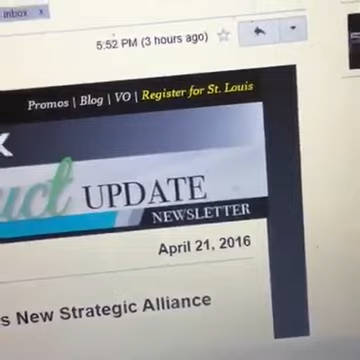 inbox x
5:52 PM (3 hours ago)
Promos | Blog | VO | Register for St. Louis
UPDATE
NEWSLETTER
April 21, 2016
s New Strategic Alliance